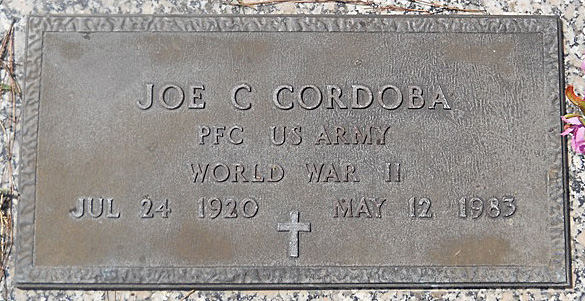 JOE C CORDOBA
PFC US ARMY
WORLD WAR II
JUL 24 1920 MAY 12 1983